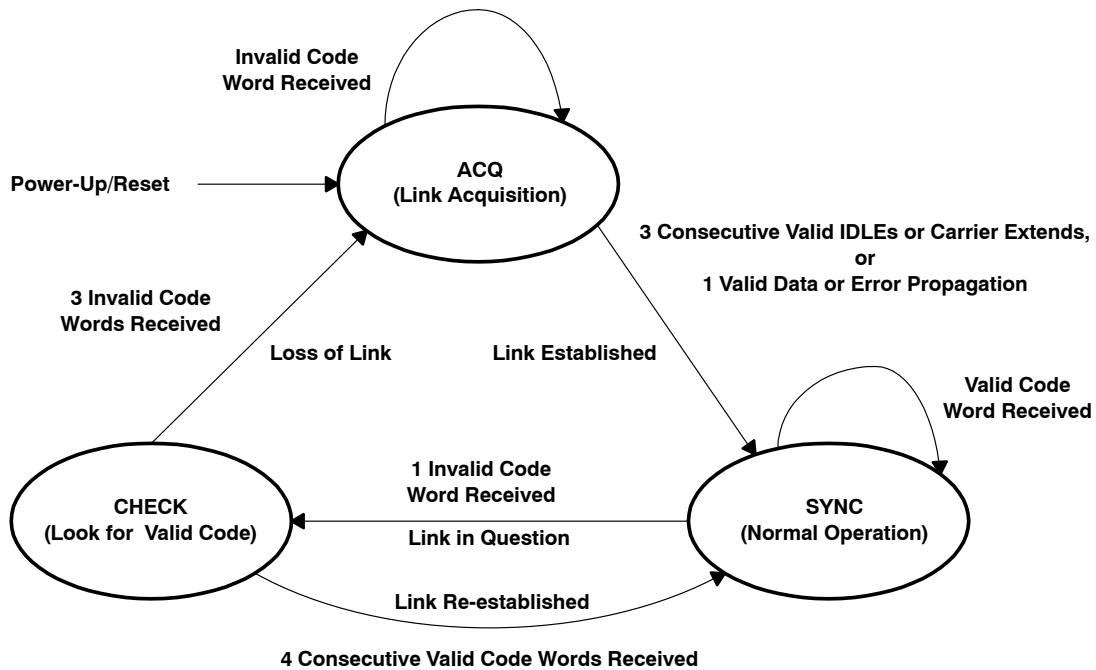 Invalid Code
Word Received
ACQ
(Link Acquisition)
Power-Up/Reset
3 Consecutive Valid IDLEs or Carrier Extends,
or
1 Valid Data or Error Propagation
3 Invalid Code
Words Received
Loss of Link
Link Established
Valid Code
Word Received
1 Invalid Code
Word Received
CHECK
(Look for Valid Code)
SYNC
(Normal Operation)
Link in Question
Link Re-established
4 Consecutive Valid Code Words Received